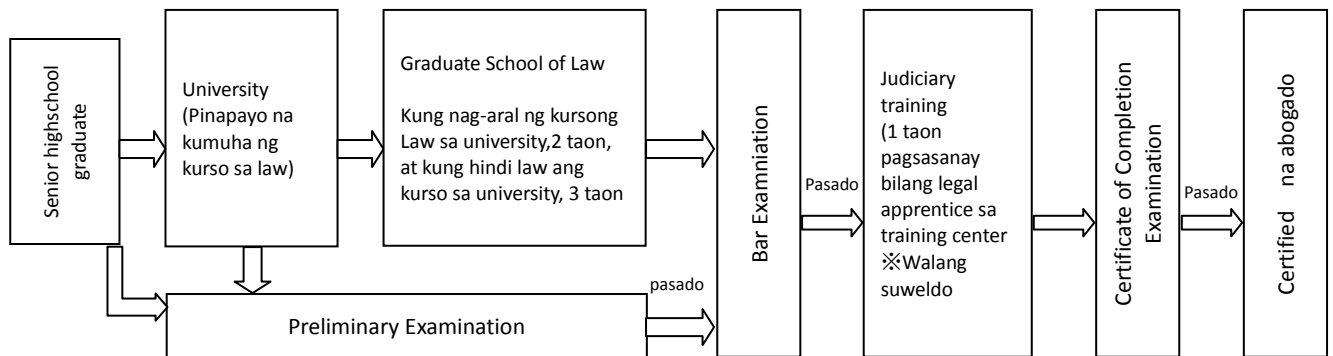 Senior highschool
graduate
University
(Pinapayo na
kumuha ng
kurso sa law)
Graduate School of Law
Kung nag-aral ng kursong
Law sa university,2 taon,
at kung hindi law ang
kurso sa university, 3 taon
Preliminary Examination
pasado
Bar Examniation
Pasado
Judiciary
training
(1 taon
pagsasanay
bilang legal
apprentice sa
training center
※Walang
suweldo
Certificate of Completion
Examination
Pasado
Certified na abogado